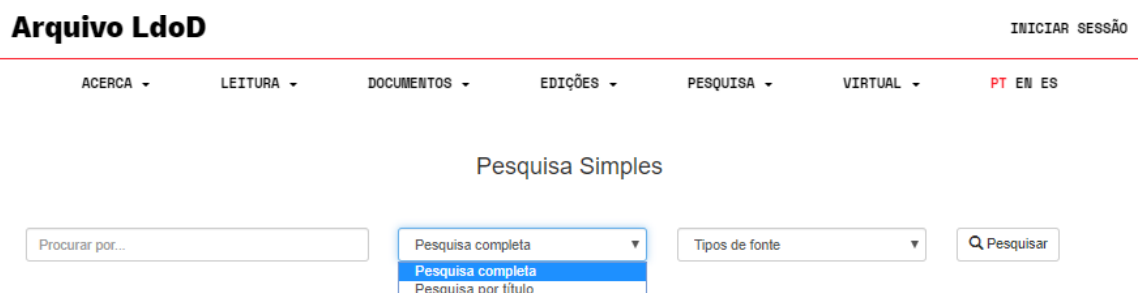 Arquivo LdoD
INICIAR SESSÃO
ACERCA LEITURA DOCUMENTOS EDIÇÕES PESQUISA VIRTUAL PT EN ES
Pesquisa Simples
Procurar por... Pesquisa completa Tipos de fonte Pesquisar
Pesquisa completa
Pesquisa por título